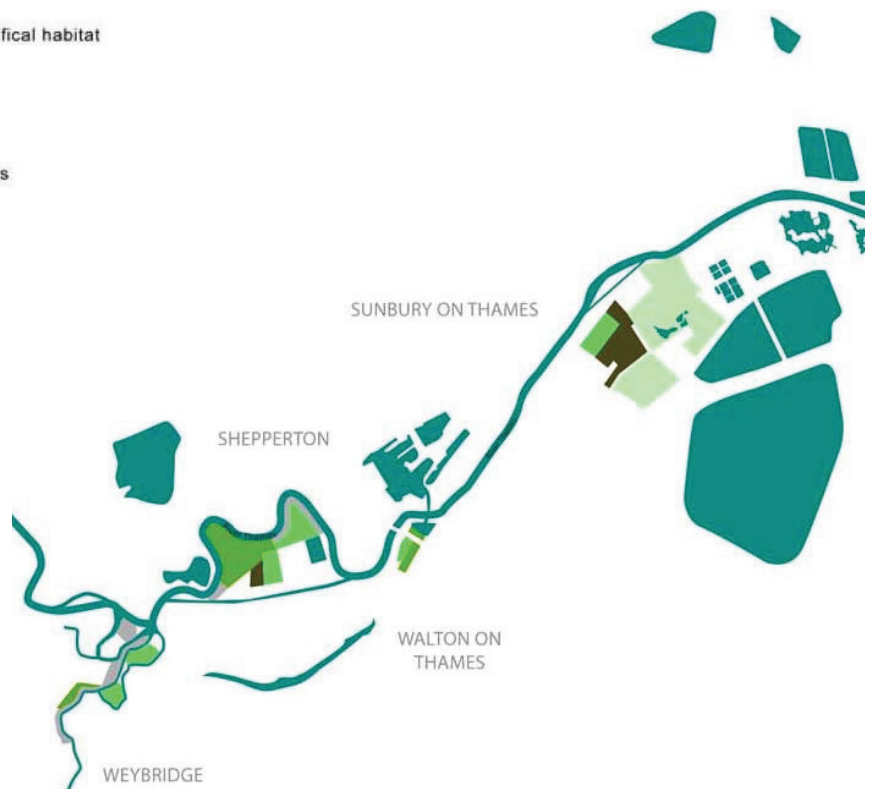 fical habitat
s
SUNBURY ON THAMES
SHEPPERTON
WALTON ON
THAMES
WEYBRIDGE